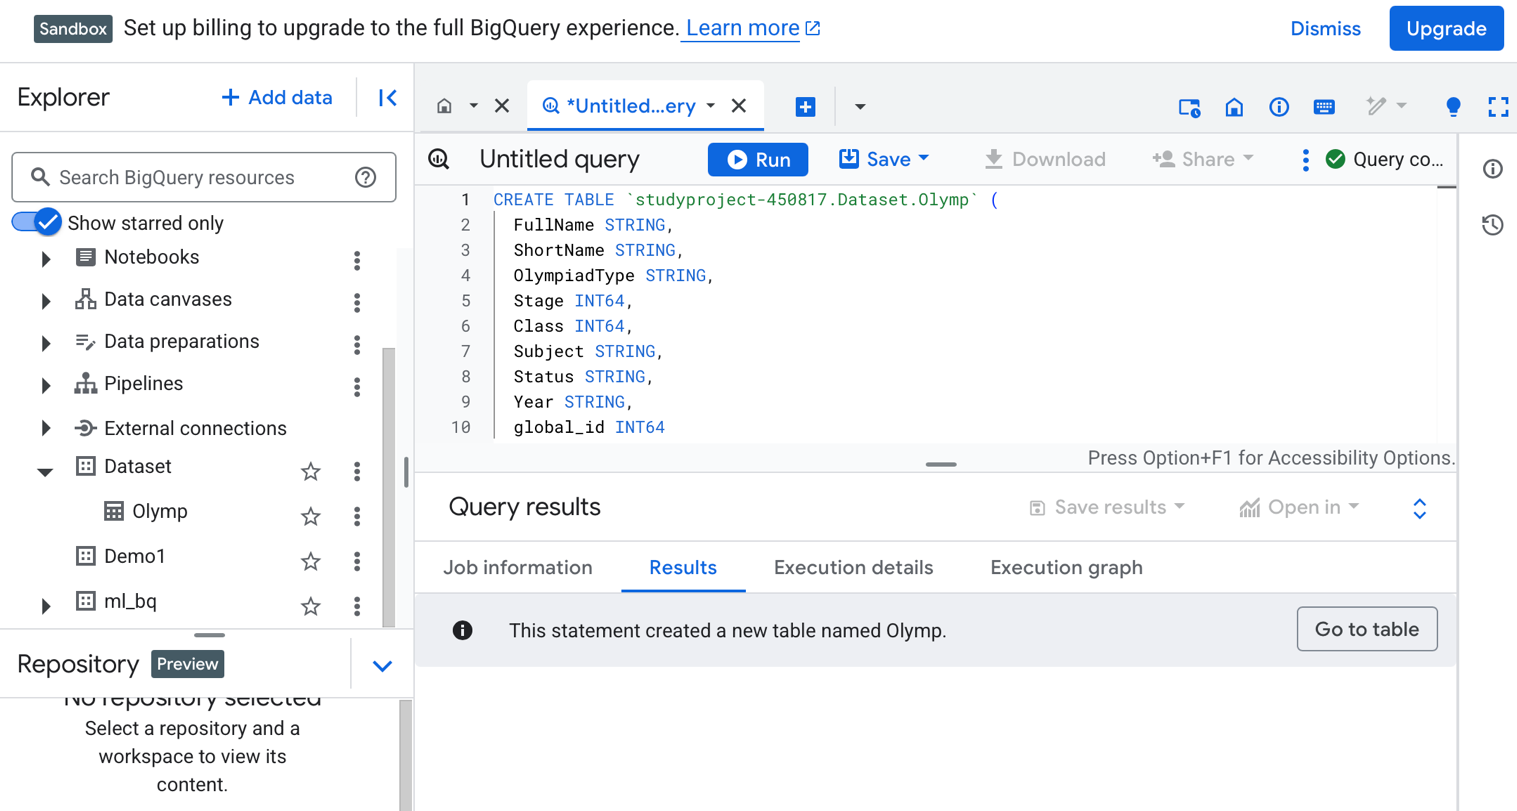 Sandbox Set up billing to upgrade to the full BigQuery experience. Learn more Dismiss Upgrade
Explorer + Add data
Search BigQuery resources
Show starred only
Notebooks
Data canvases
Data preparations
Pipelines
External connections
Dataset
Olymp
Demo1
ml_bq
Repository Preview
No repository selected
Select a repository and a
workspace to view its
content.
*Untitled...ery
Untitled query Run Save Download Share Query co...
1 CREATE TABLE `studyproject-450817.Dataset.Olymp` (
2 FullName STRING,
3 ShortName STRING,
4 OlympiadType STRING,
5 Stage INT64,
6 Class INT64,
7 Subject STRING,
8 Status STRING,
9 Year STRING,
10 global_id INT64
Press Option+F1 for Accessibility Options.
Query results Save results Open in
Job information Results Execution details Execution graph
This statement created a new table named Olymp. Go to table